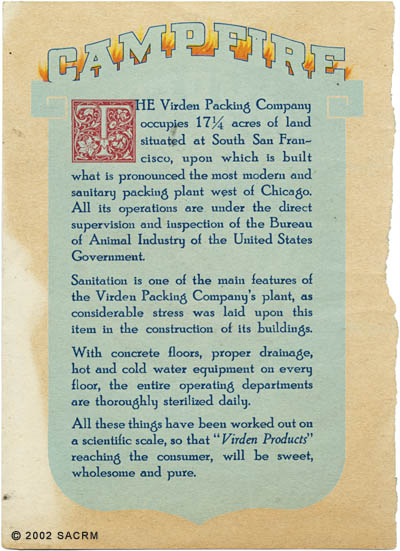 CAMPFIRE
THE Virden Packing Company
occupies 17¼ acres of land
situated at South San Fran-
cisco, upon which is built
what is pronounced the most modern and
sanitary packing plant west of Chicago.
All its operations are under the direct
supervision and inspection of the Bureau
of Animal Industry of the United States
Government.
Sanitation is one of the main features of
the Virden Packing Company's plant, as
considerable stress was laid upon this
item in the construction of its buildings.
With concrete floors, proper drainage,
hot and cold water equipment on every
floor, the entire operating departments
are thoroughly sterilized daily.
All these things have been worked out on
a scientific scale, so that "Virden Products"
reaching the consumer, will be sweet,
wholesome and pure.
© 2002 SACRM